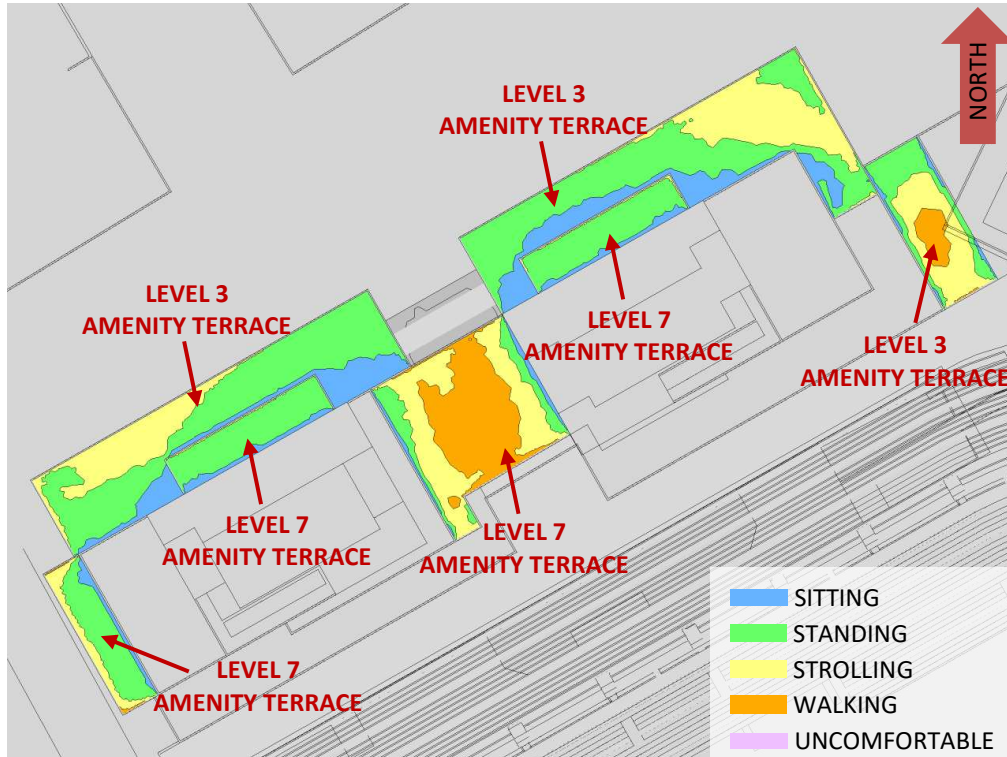 NORTH
LEVEL 3
AMENITY TERRACE
LEVEL 3
AMENITY TERRACE
LEVEL 7
AMENITY TERRACE
LEVEL 3
AMENITY TERRACE
LEVEL 7
AMENITY TERRACE
LEVEL 7
AMENITY TERRACE
LEVEL 7
AMENITY TERRACE
SITTING
STANDING
STROLLING
WALKING
UNCOMFORTABLE